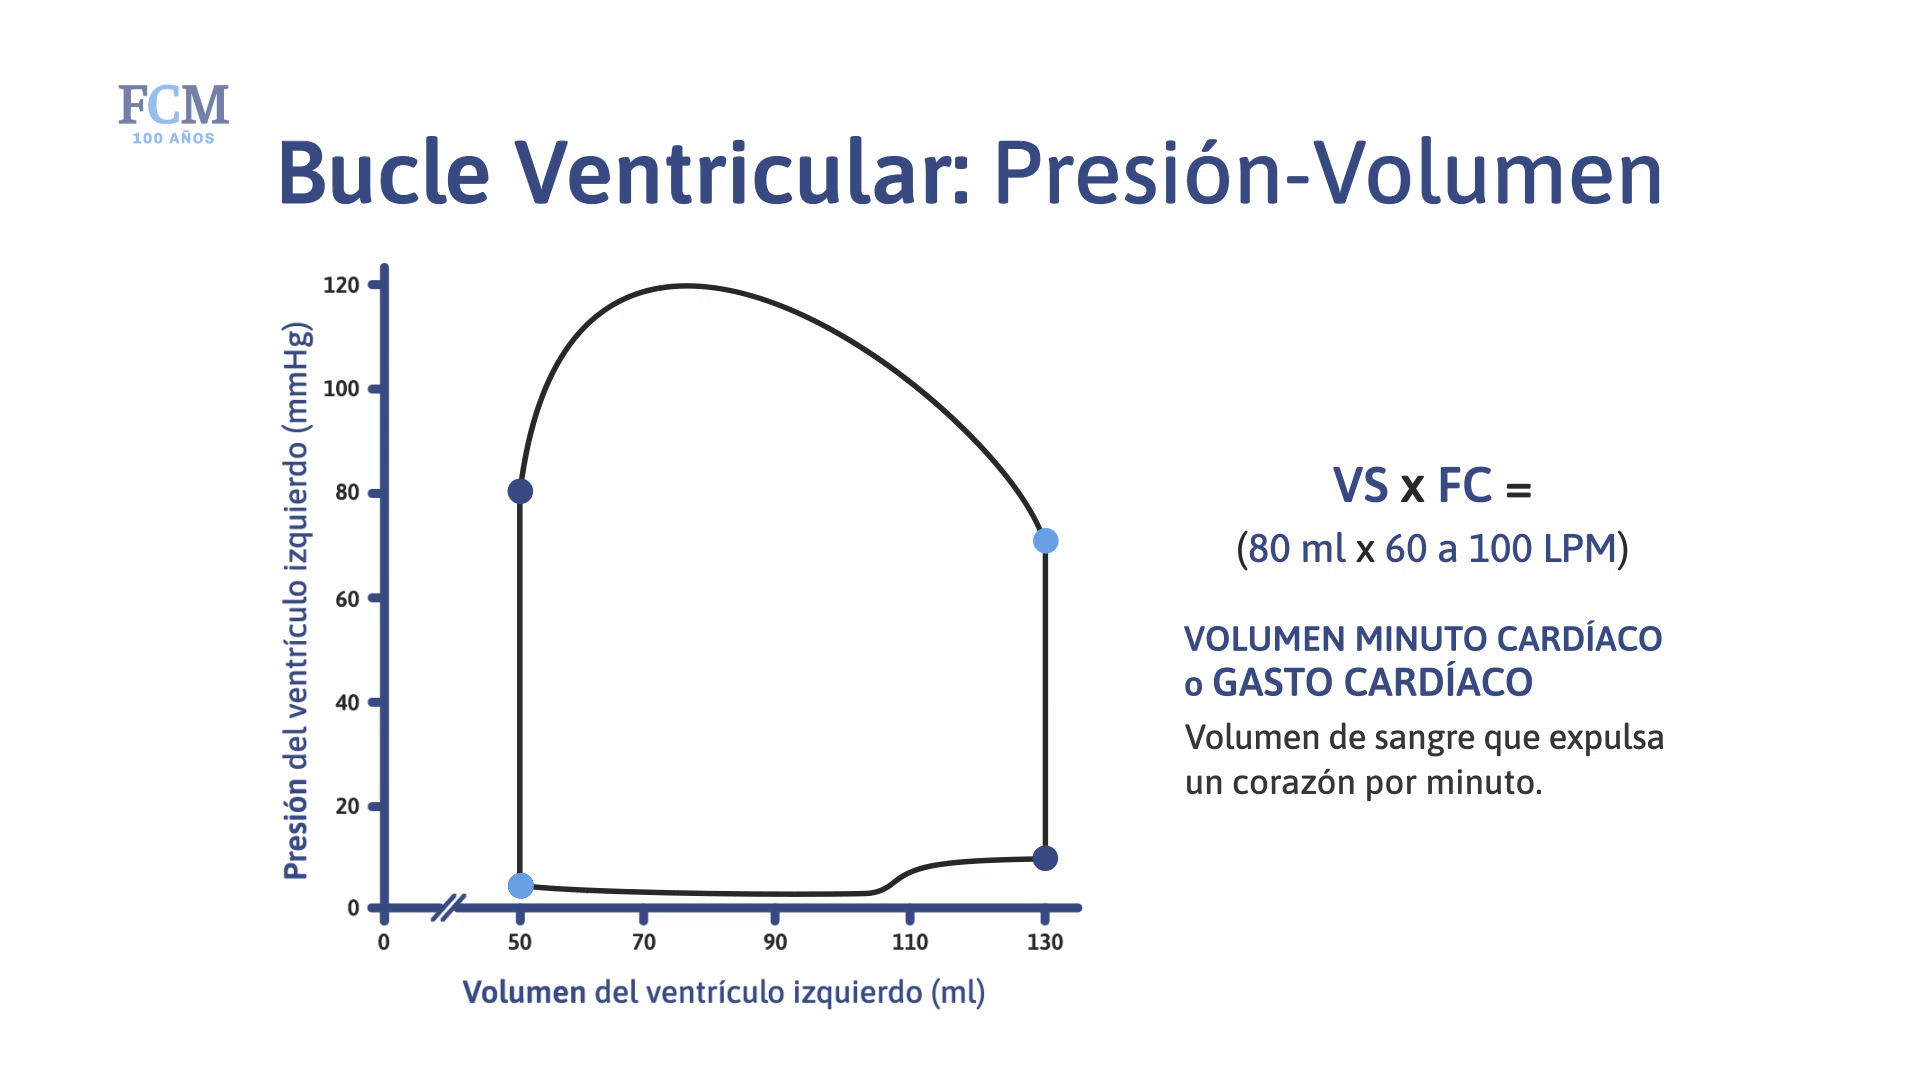 FCM
100 AÑOS
Bucle Ventricular: Presión-Volumen
Presión del ventrículo izquierdo (mmHg)
120
100
80
60
40
20
0
0 50 70 90 110 130
Volumen del ventrículo izquierdo (ml)
VS x FC =
(80 ml x 60 a 100 LPM)
VOLUMEN MINUTO CARDÍACO
o GASTO CARDÍACO
Volumen de sangre que expulsa
un corazón por minuto.